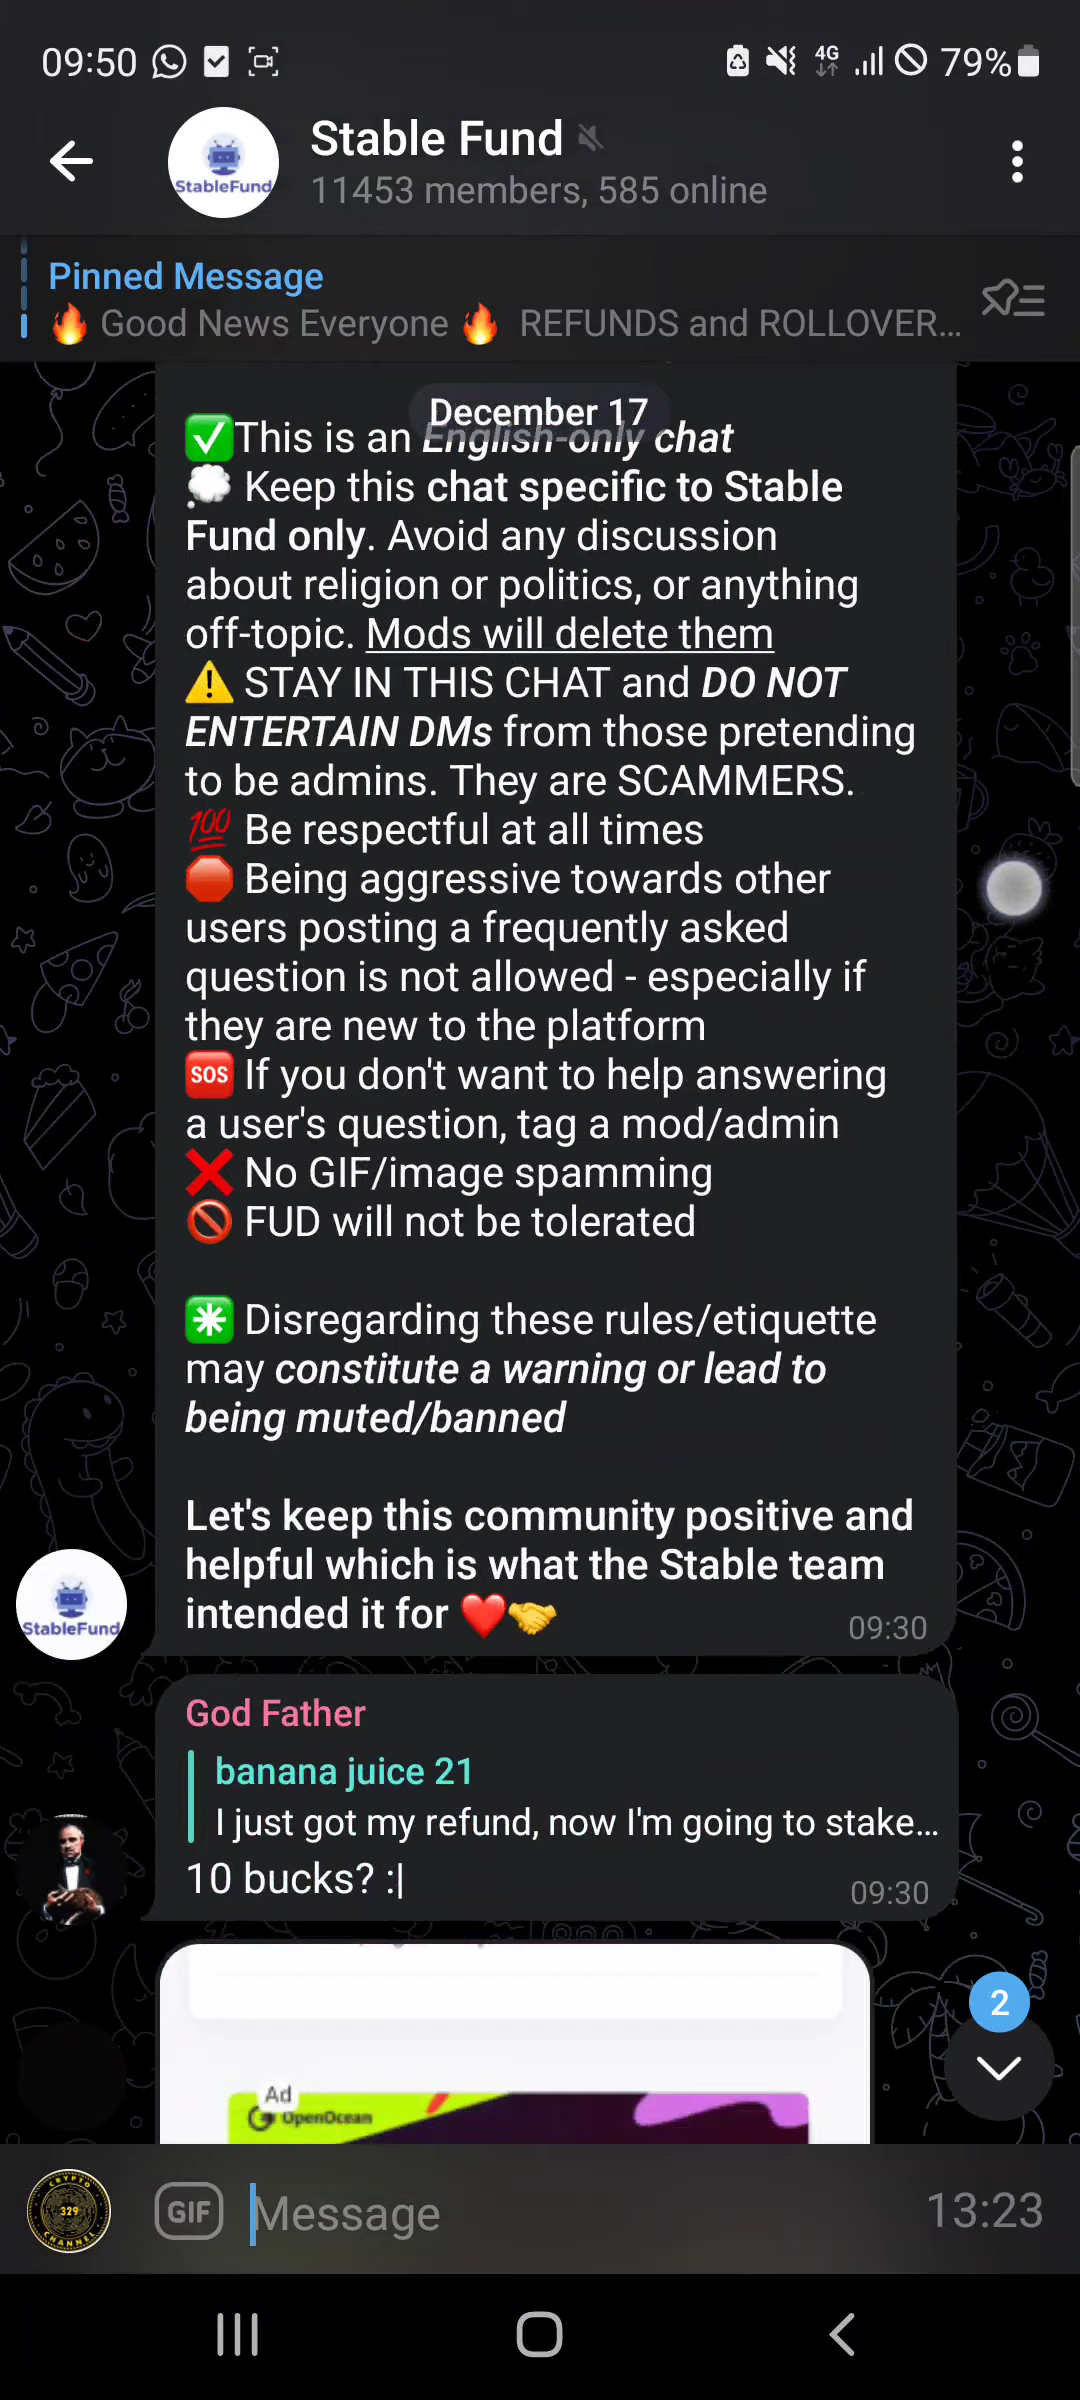 09:50
4G
79%
StableFund
Stable Fund
11453 members, 585 online
Pinned Message
🔥 Good News Everyone 🔥 REFUNDS and ROLLOVER...
December 17
✅This is an English-only chat
💭 Keep this chat specific to Stable
Fund only. Avoid any discussion
about religion or politics, or anything
off-topic. Mods will delete them
⚠️ STAY IN THIS CHAT and DO NOT
ENTERTAIN DMs from those pretending
to be admins. They are SCAMMERS.
💯 Be respectful at all times
🛑 Being aggressive towards other
users posting a frequently asked
question is not allowed - especially if
they are new to the platform
🆘 If you don't want to help answering
a user's question, tag a mod/admin
❌ No GIF/image spamming
🚫 FUD will not be tolerated
✳️ Disregarding these rules/etiquette
may constitute a warning or lead to
being muted/banned
Let's keep this community positive and
helpful which is what the Stable team
intended it for ❤️🤝
09:30
StableFund
God Father
banana juice 21
I just got my refund, now I'm going to stake...
10 bucks? :|
09:30
Ad
OpenOcean
2
CRYPTO
329
CHANNEL
GIF
Message
13:23